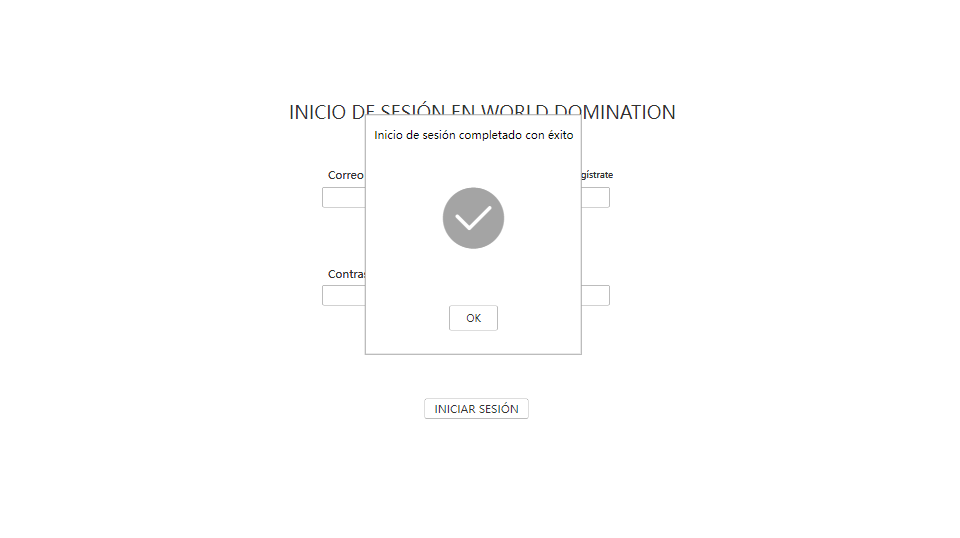 INICIO DE SESIÓN EN WORLD DOMINATION
Inicio de sesión completado con éxito
Correo
gístrate
Contras
OK
INICIAR SESIÓN